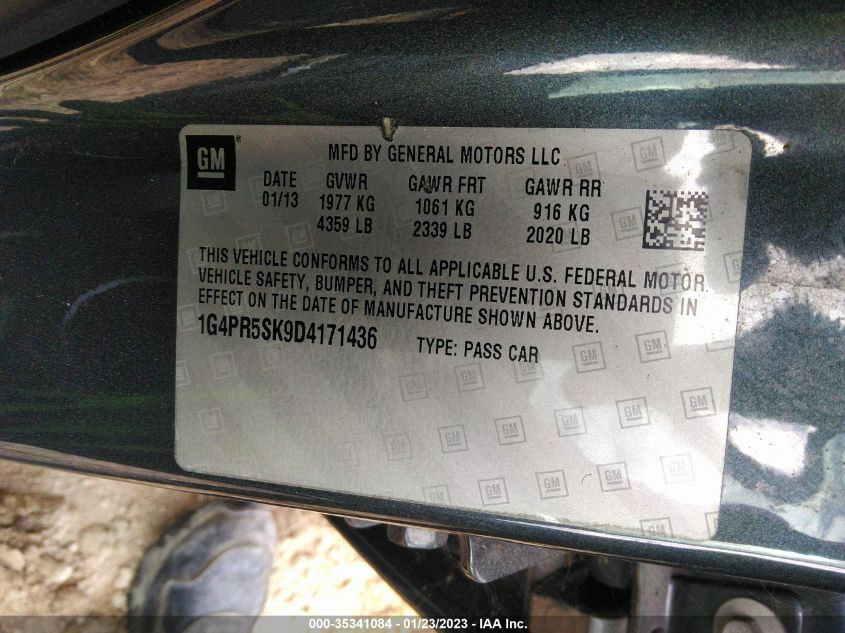 GM ®
MFD BY GENERAL MOTORS LLC
DATE GVWR GAWR FRT GAWR RR
01/13 1977 KG 1061 KG 916 KG
4359 LB 2339 LB 2020 LB
THIS VEHICLE CONFORMS TO ALL APPLICABLE U.S. FEDERAL MOTOR
VEHICLE SAFETY, BUMPER, AND THEFT PREVENTION STANDARDS IN
EFFECT ON THE DATE OF MANUFACTURE SHOWN ABOVE.
1G4PR5SK9D4171436 TYPE: PASS CAR
000-35341084 - 01/23/2023 - © IAA Inc.